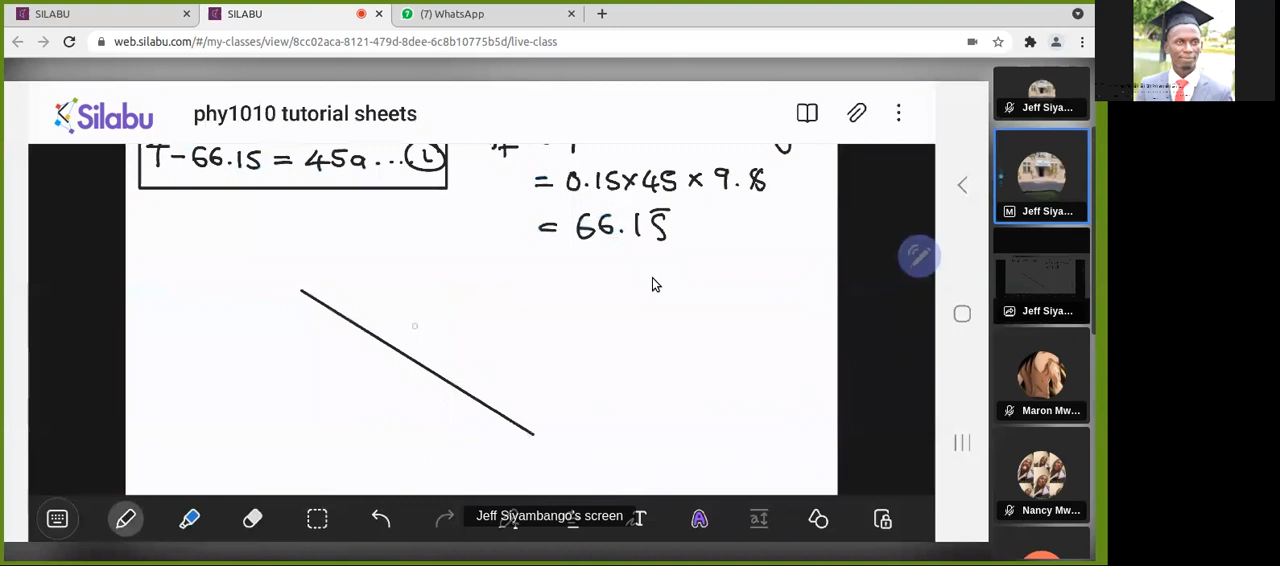 SILABU
SILABU
(7) WhatsApp
web.silabu.com/#/my-classes/view/8cc02aca-8121-479d-8dee-6c8b10775b5d/live-class
Silabu
phy1010 tutorial sheets
T - 66.15 = 45a ... (1)
= 0.15 x 45 x 9.8
= 66.15
Jeff Siya...
Jeff Siya...
Jeff Siya...
Maron Mw...
Nancy Mw...
Jeff Siyambango's screen